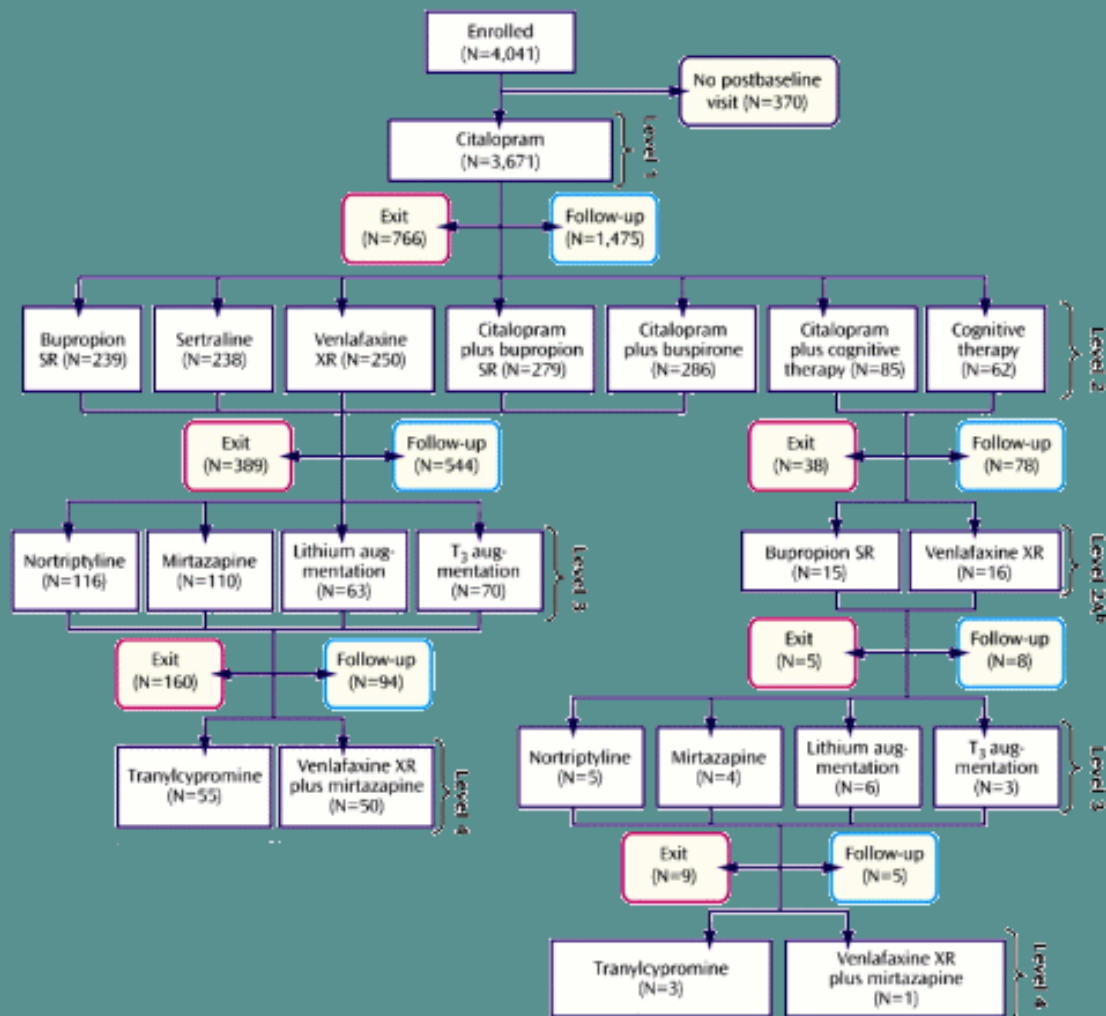 Enrolled
(N=4,041)
No postbaseline
visit (N=370)
Citalopram
(N=3,671)
Level 1
Exit
(N=766)
Follow-up
(N=1,475)
Bupropion
SR (N=239)
Sertraline
(N=238)
Venlafaxine
XR (N=250)
Citalopram
plus bupropion
SR (N=279)
Citalopram
plus buspirone
(N=286)
Citalopram
plus cognitive
therapy (N=85)
Cognitive
therapy
(N=62)
Level 2
Exit
(N=389)
Follow-up
(N=544)
Exit
(N=38)
Follow-up
(N=78)
Nortriptyline
(N=116)
Mirtazapine
(N=110)
Lithium aug-
mentation
(N=63)
T3 aug-
mentation
(N=70)
Level 3
Bupropion SR
(N=15)
Venlafaxine XR
(N=16)
Level 2Ab
Exit
(N=160)
Follow-up
(N=94)
Exit
(N=5)
Follow-up
(N=8)
Tranylcypromine
(N=55)
Venlafaxine XR
plus mirtazapine
(N=50)
Level 4
Nortriptyline
(N=5)
Mirtazapine
(N=4)
Lithium aug-
mentation
(N=6)
T3 aug-
mentation
(N=3)
Level 3
Exit
(N=9)
Follow-up
(N=5)
Tranylcypromine
(N=3)
Venlafaxine XR
plus mirtazapine
(N=1)
Level 4